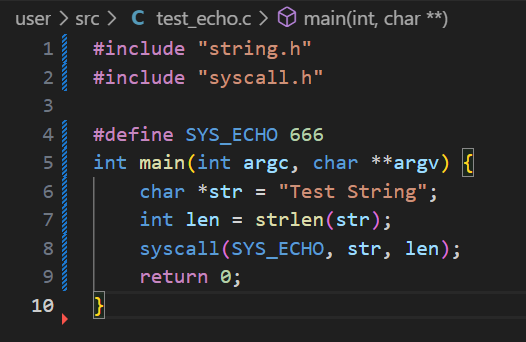 user > src > C test_echo.c > main(int, char **)
1 #include "string.h"
2 #include "syscall.h"
3
4 #define SYS_ECHO 666
5 int main(int argc, char **argv) {
6     char *str = "Test String";
7     int len = strlen(str);
8     syscall(SYS_ECHO, str, len);
9     return 0;
10 }